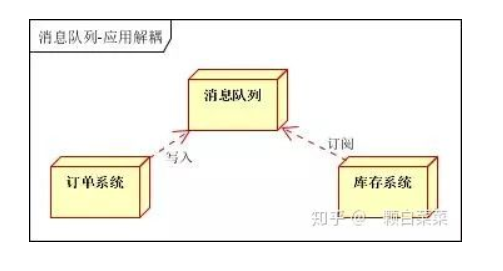 消息队列-应用解耦
消息队列
写入
订阅
订单系统
库存系统
知乎 @一颗白菜菜